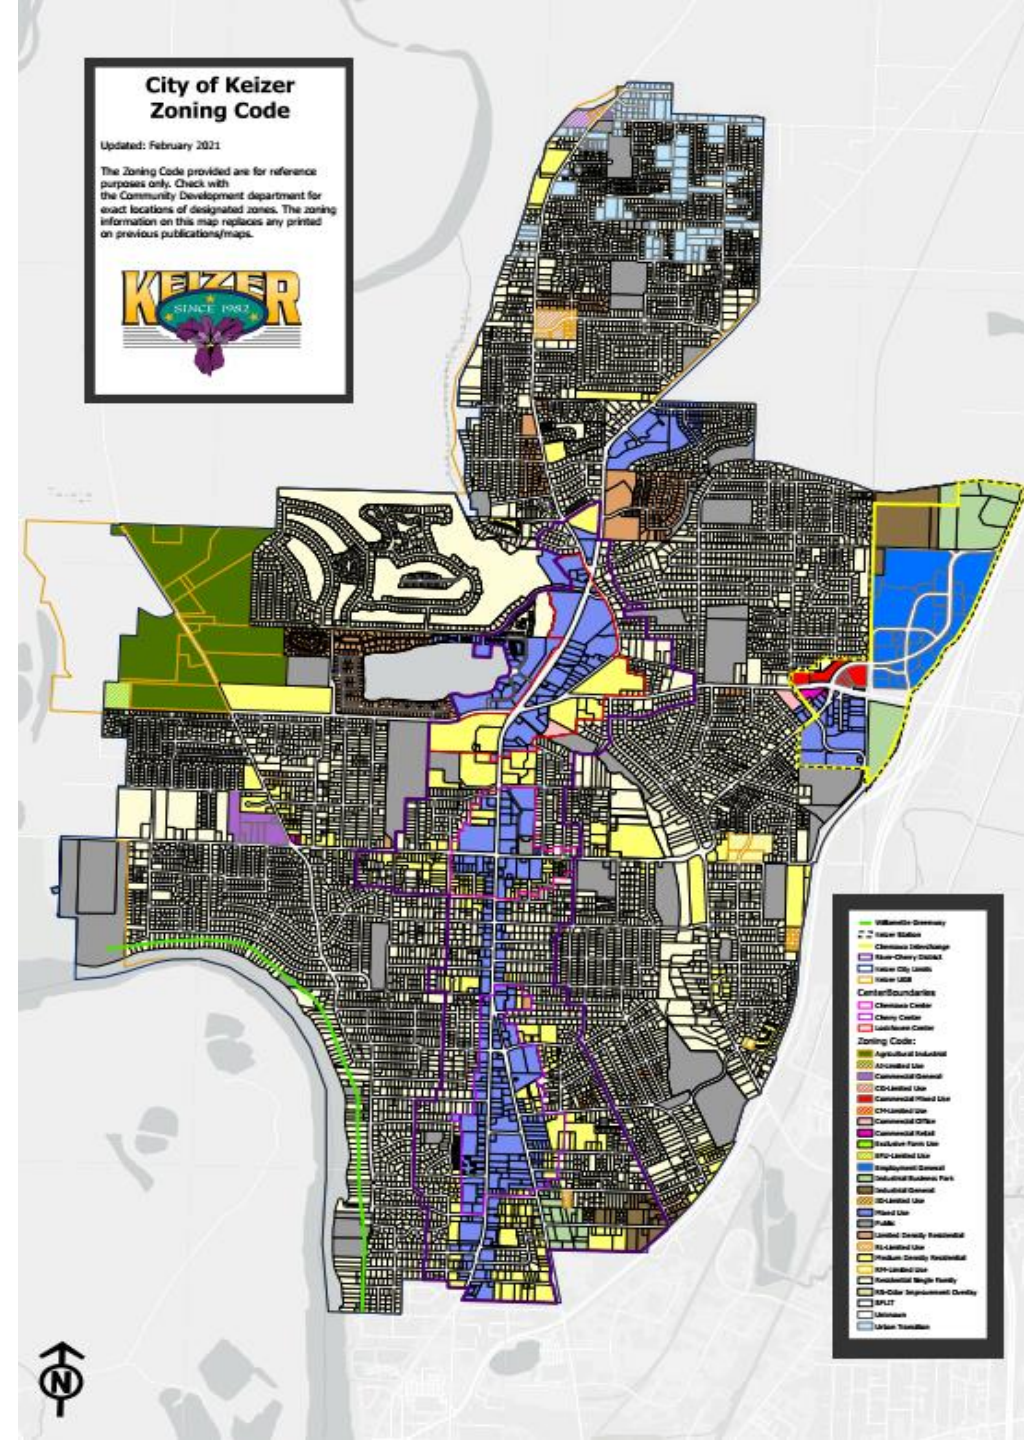 City of Keizer
Zoning Code
Updated: February 2021
The Zoning Code provided are for reference
purposes only. Check with
the Community Development department for
exact locations of designated zones. The zoning
information on this map replaces any printed
on previous publications/maps.
KEIZER
SINCE 1982
Willamette Greenway
Keizer Station
Chemawa Interchange
River-Cherry District
Keizer City Limits
Keizer UGB
CenterBoundaries
Chemawa Center
Cherry Center
Lockhaven Center
Zoning Code:
Agricultural Industrial
AI-Limited Use
Commercial General
CG-Limited Use
Commercial Mixed Use
CM-Limited Use
Commercial Office
Commercial Retail
Exclusive Farm Use
EFU-Limited Use
Employment General
Industrial Business Park
Industrial General
IG-Limited Use
Mixed Use
Public
Limited Density Residential
RL-Limited Use
Medium Density Residential
RM-Limited Use
Residential Single Family
RS-Odor Improvement Overlay
SPLIT
Unknown
Urban Transition
N